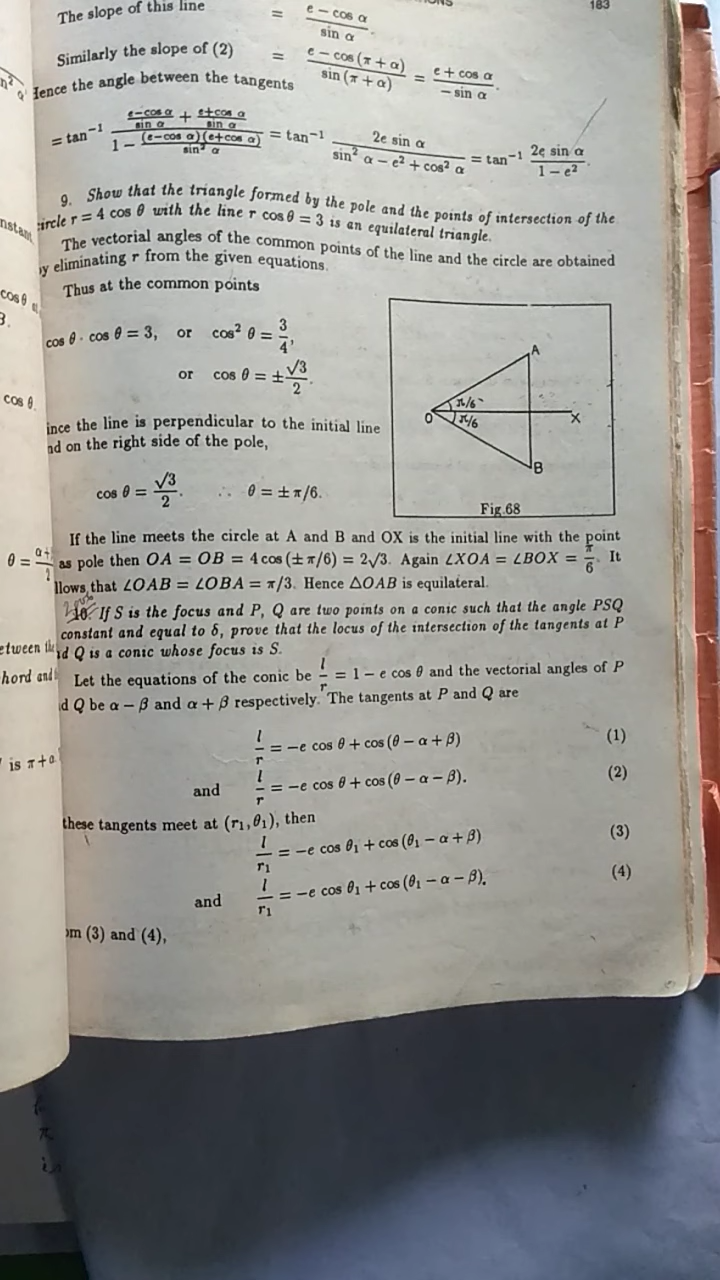 183
The slope of this line = e − cos α / sin α .
Similarly the slope of (2) = e − cos (π + α) / sin (π + α) = e + cos α / − sin α .
Hence the angle between the tangents
= tan⁻¹ (e−cos α / sin α + e+cos α / sin α) / (1 − (e−cos α)(e+cos α) / sin² α) = tan⁻¹ 2e sin α / (sin² α − e² + cos² α) = tan⁻¹ 2e sin α / (1 − e²) .
9. Show that the triangle formed by the pole and the points of intersection of the
circle r = 4 cos θ with the line r cos θ = 3 is an equilateral triangle.
The vectorial angles of the common points of the line and the circle are obtained
by eliminating r from the given equations.
Thus at the common points
cos θ · cos θ = 3, or cos² θ = 3/4,
or cos θ = ± √3/2.
ince the line is perpendicular to the initial line
nd on the right side of the pole,
cos θ = √3/2. ∴ θ = ± π/6.
A
π/6
O
π/6
X
B
Fig.68
If the line meets the circle at A and B and OX is the initial line with the point
as pole then OA = OB = 4 cos (± π/6) = 2√3. Again ∠XOA = ∠BOX = π/6. It
llows that ∠OAB = ∠OBA = π/3. Hence △OAB is equilateral.
10. If S is the focus and P, Q are two points on a conic such that the angle PSQ
constant and equal to δ, prove that the locus of the intersection of the tangents at P
d Q is a conic whose focus is S.
Let the equations of the conic be l/r = 1 − e cos θ and the vectorial angles of P
d Q be α − β and α + β respectively. The tangents at P and Q are
l/r = −e cos θ + cos (θ − α + β) (1)
and l/r = −e cos θ + cos (θ − α − β). (2)
these tangents meet at (r₁, θ₁), then
l/r₁ = −e cos θ₁ + cos (θ₁ − α + β) (3)
and l/r₁ = −e cos θ₁ + cos (θ₁ − α − β). (4)
om (3) and (4),
nstant
cos θ
cos θ.
etween the
hord and
is π + α